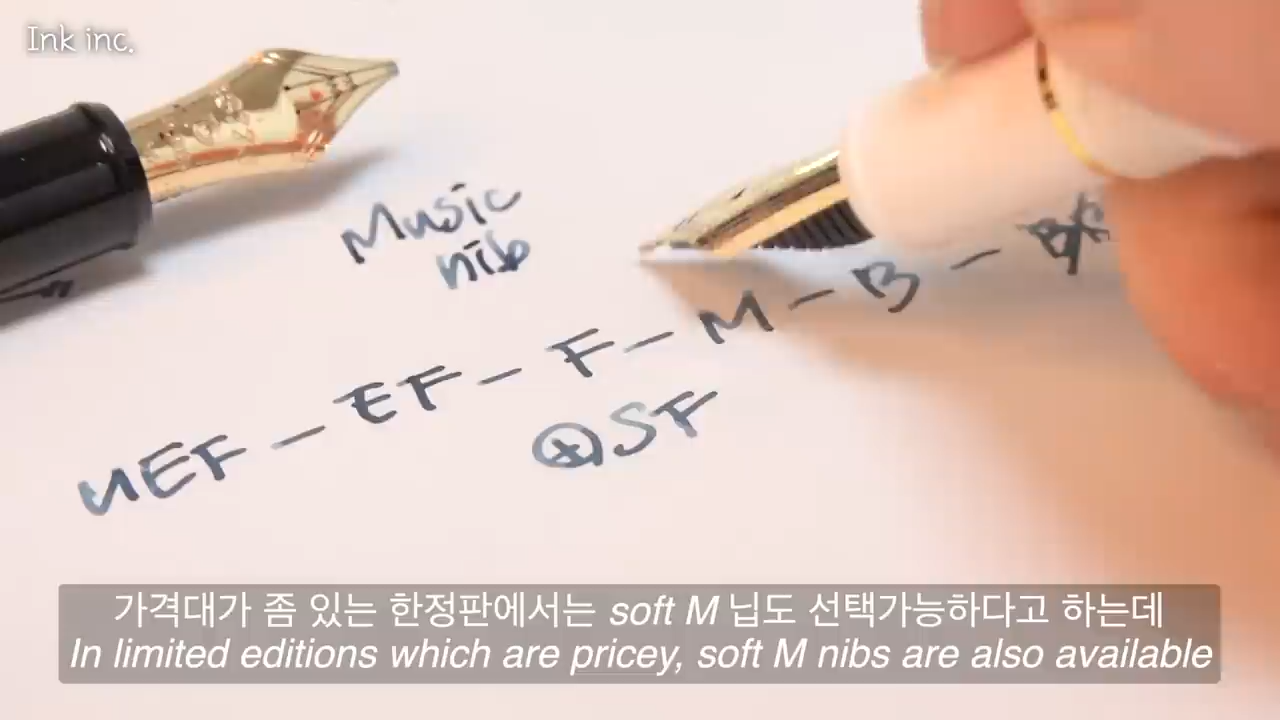 Ink inc.
Music
nib
UEF – EF – F – M – B –
⊕SF
가격대가 좀 있는 한정판에서는 soft M 닙도 선택가능하다고 하는데
In limited editions which are pricey, soft M nibs are also available